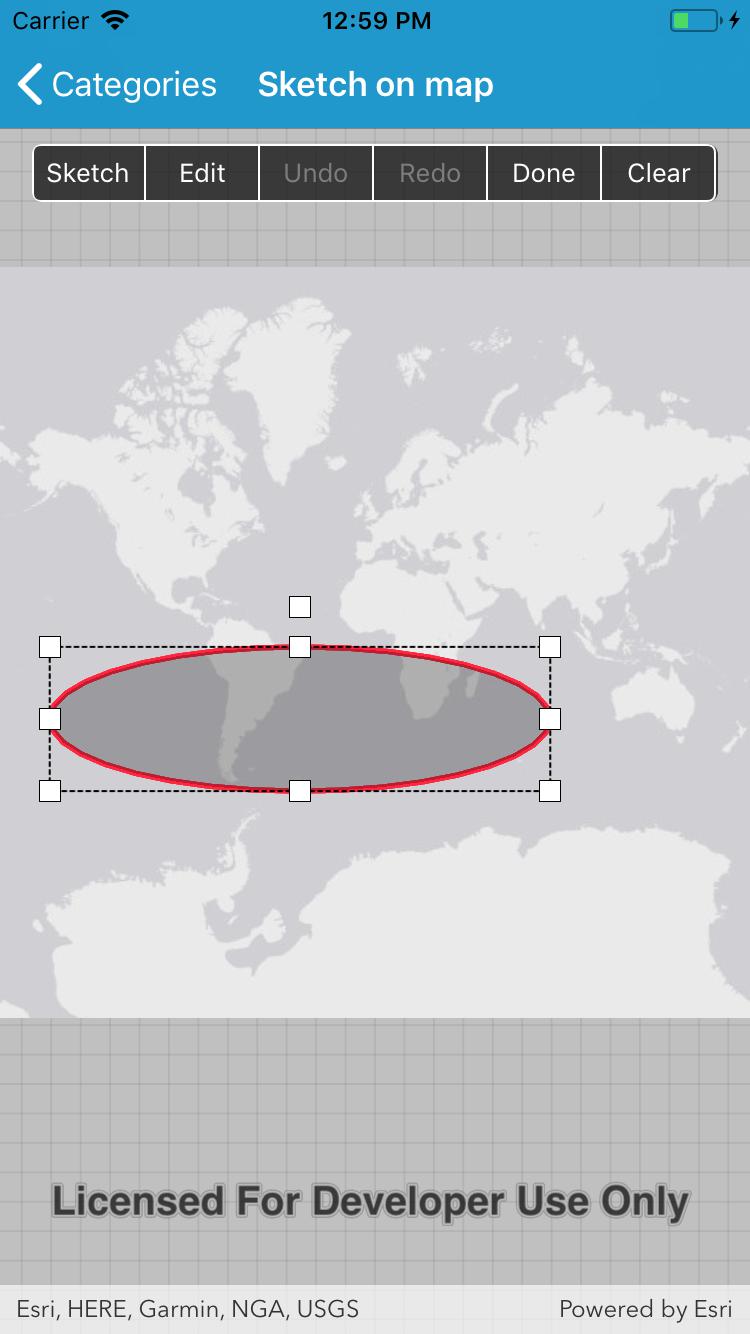 Carrier 12:59 PM
Categories Sketch on map
Sketch Edit Undo Redo Done Clear
Licensed For Developer Use Only
Esri, HERE, Garmin, NGA, USGS Powered by Esri